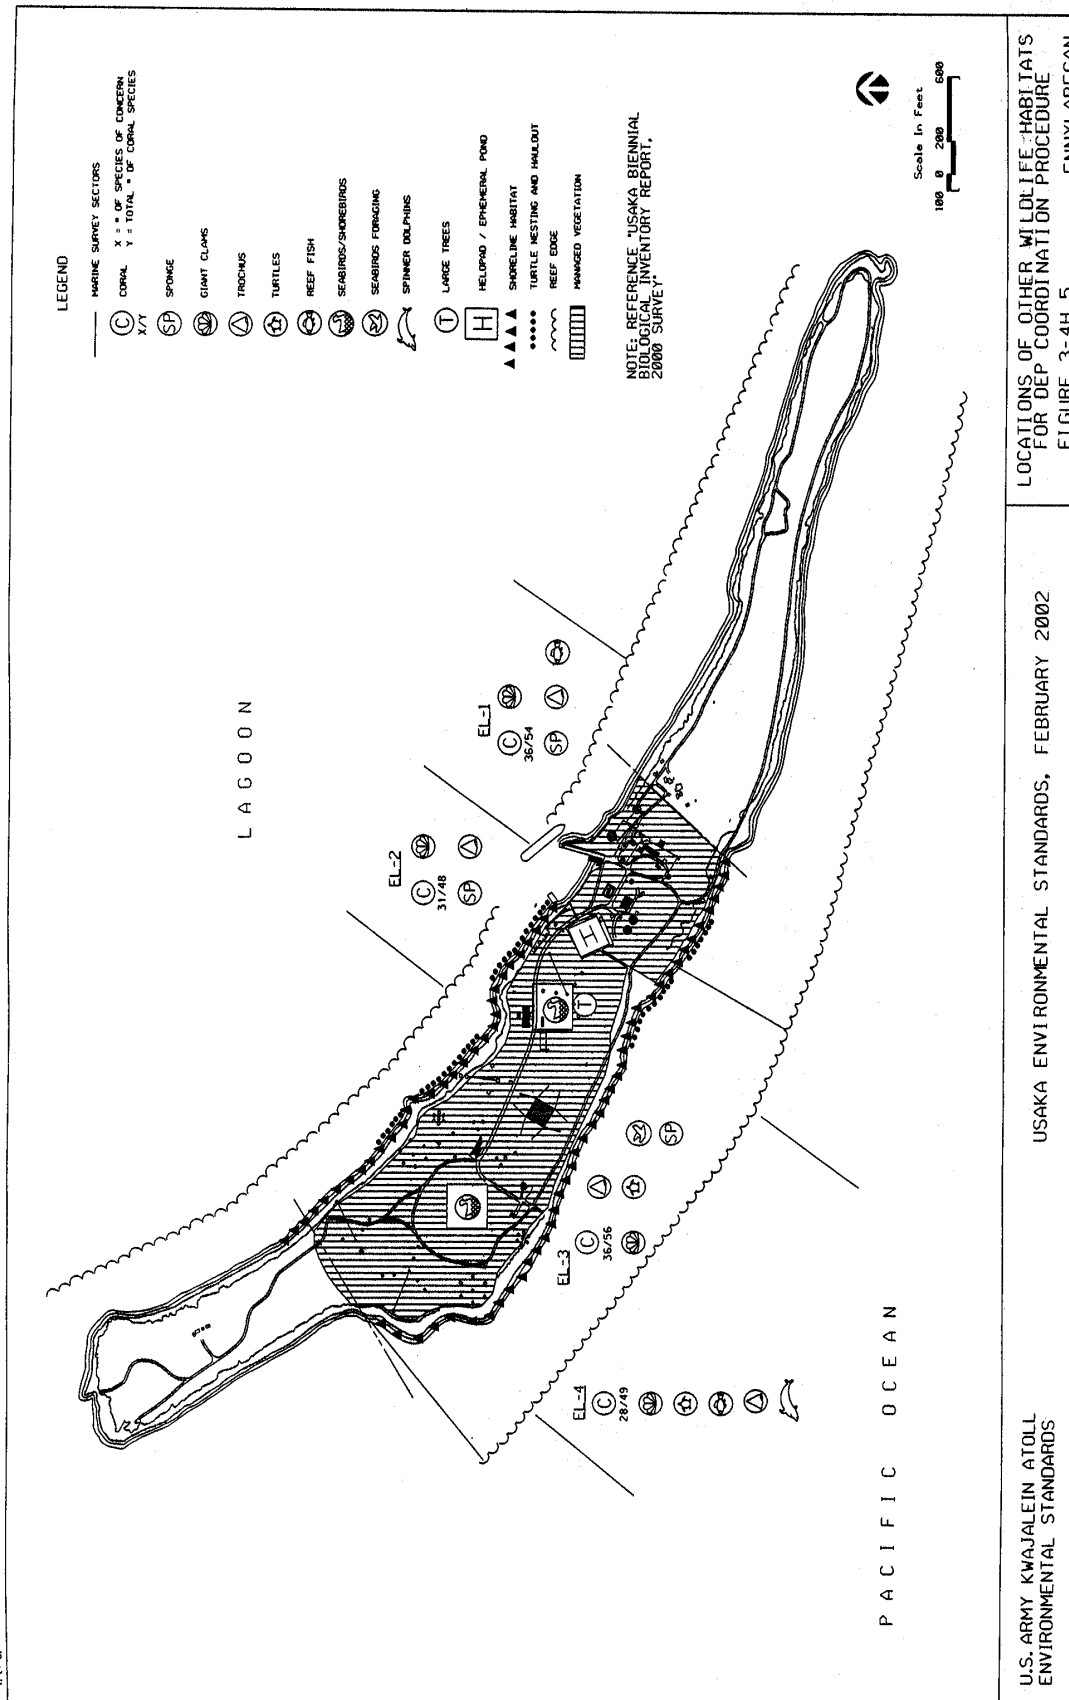 LEGEND
MARINE SURVEY SECTORS
C
X/Y
CORAL X = # OF SPECIES OF CONCERN
Y = TOTAL # OF CORAL SPECIES
SP SPONGE
GIANT CLAMS
TROCHUS
TURTLES
REEF FISH
SEABIRDS/SHOREBIRDS
SEABIRDS FORAGING
SPINNER DOLPHINS
T LARGE TREES
H HELOPAD / EPHEMERAL POND
SHORELINE HABITAT
TURTLE NESTING AND HAULOUT
REEF EDGE
MANAGED VEGETATION
NOTE: REFERENCE "USAKA BIENNIAL
BIOLOGICAL INVENTORY REPORT,
2000 SURVEY"
Scale In Feet
100 0 200 600
LAGOON
EL-1
C
36/54
SP
EL-2
C
31/48
SP
H
T
EL-3
C
36/56
SP
EL-4
C
28/49
PACIFIC OCEAN
U.S. ARMY KWAJALEIN ATOLL
ENVIRONMENTAL STANDARDS
USAKA ENVIRONMENTAL STANDARDS, FEBRUARY 2002
LOCATIONS OF OTHER WILDLIFE HABITATS
FOR DEP COORDINATION PROCEDURE
FIGURE 3-4H.5 ENNYLABEGAN